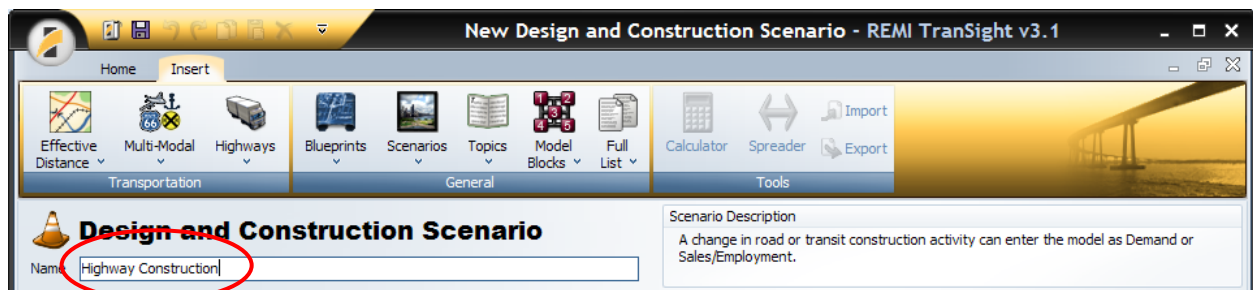 New Design and Construction Scenario - REMI TranSight v3.1
Home Insert
Effective Distance
Multi-Modal
Highways
Blueprints
Scenarios
Topics
Model Blocks
Full List
Calculator
Spreader
Import
Export
Transportation
General
Tools
Design and Construction Scenario
Name Highway Construction
Scenario Description
A change in road or transit construction activity can enter the model as Demand or
Sales/Employment.